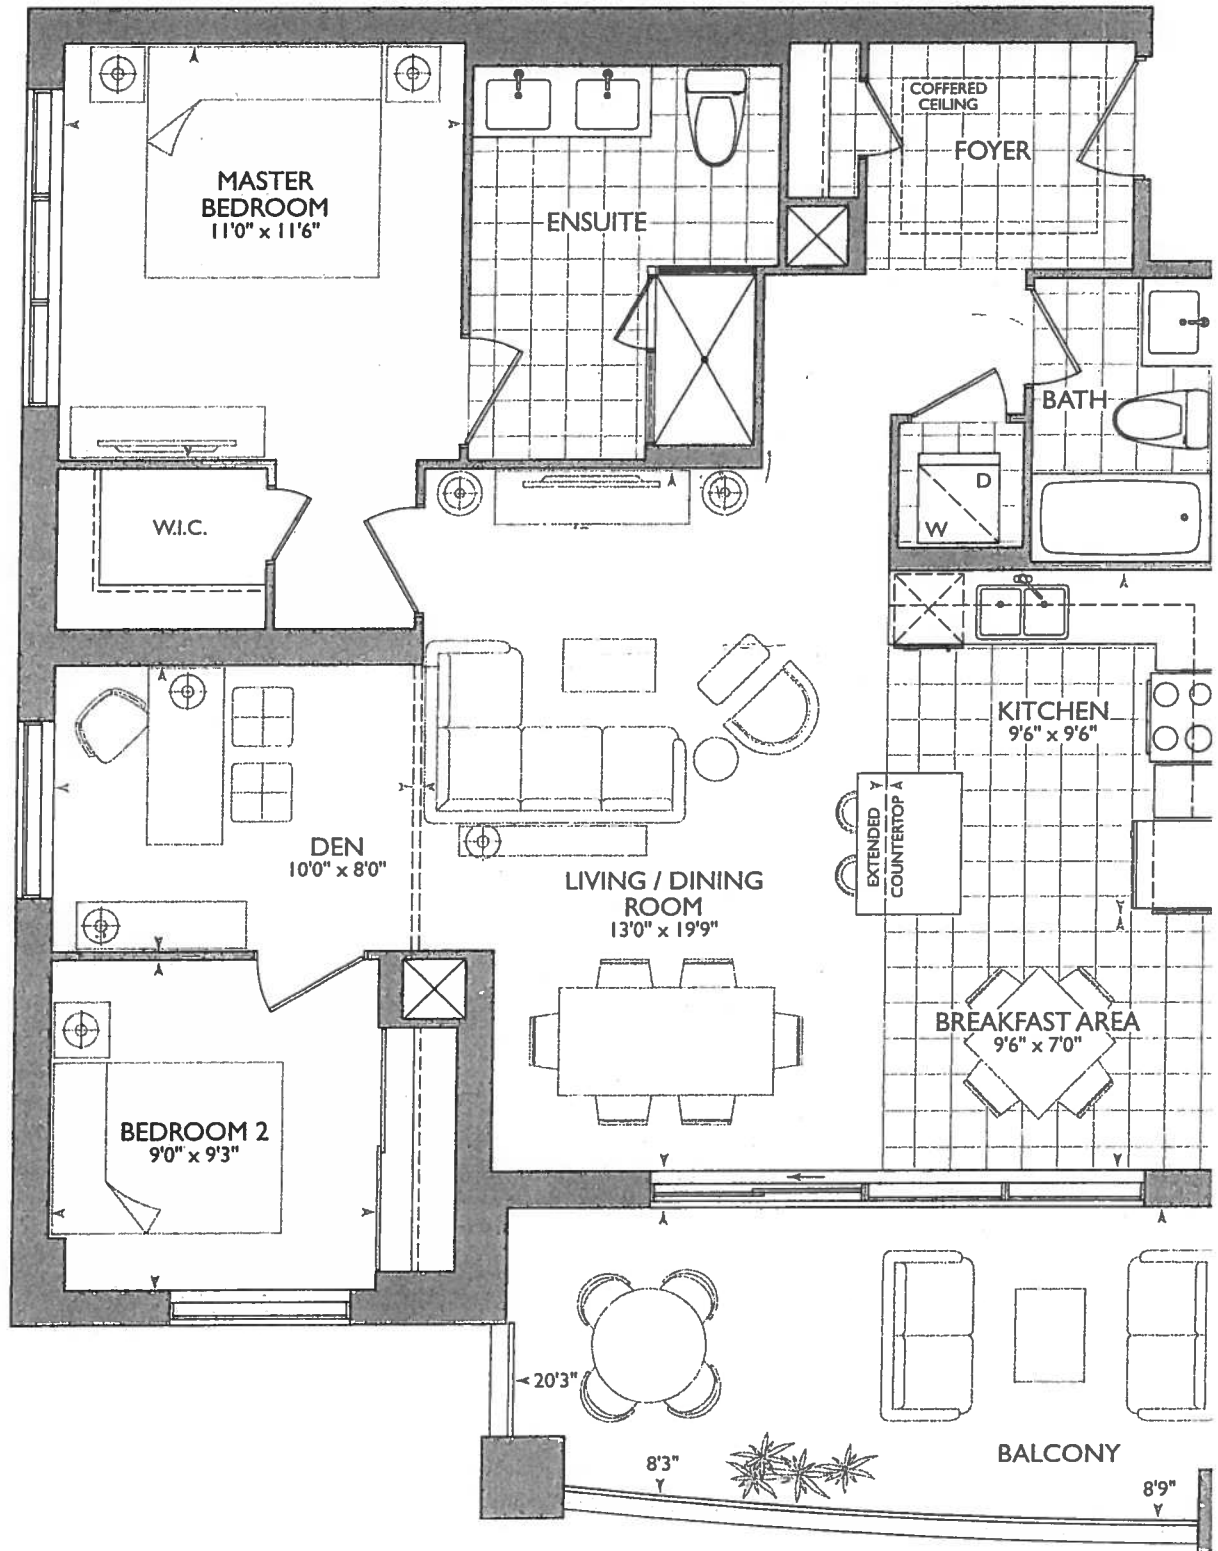 COFFERED
CEILING
FOYER
MASTER
BEDROOM
11'0" x 11'6"
ENSUITE
BATH
W.I.C.
D
W
KITCHEN
9'6" x 9'6"
EXTENDED
COUNTERTOP
DEN
10'0" x 8'0"
LIVING / DINING
ROOM
13'0" x 19'9"
BREAKFAST AREA
9'6" x 7'0"
BEDROOM 2
9'0" x 9'3"
20'3"
BALCONY
8'3"
8'9"